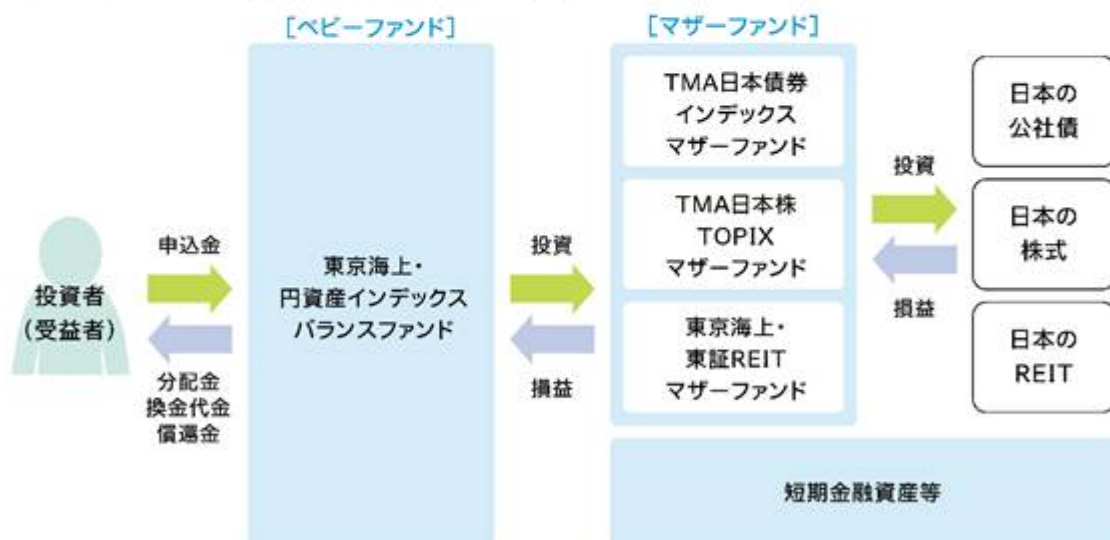 [ベビーファンド]
[マザーファンド]
投資者
(受益者)
申込金
分配金
換金代金
償還金
東京海上・
円資産インデックス
バランスファンド
投資
損益
TMA日本債券
インデックス
マザーファンド
TMA日本株
TOPIX
マザーファンド
東京海上・
東証REIT
マザーファンド
投資
損益
日本の
公社債
日本の
株式
日本の
REIT
短期金融資産等